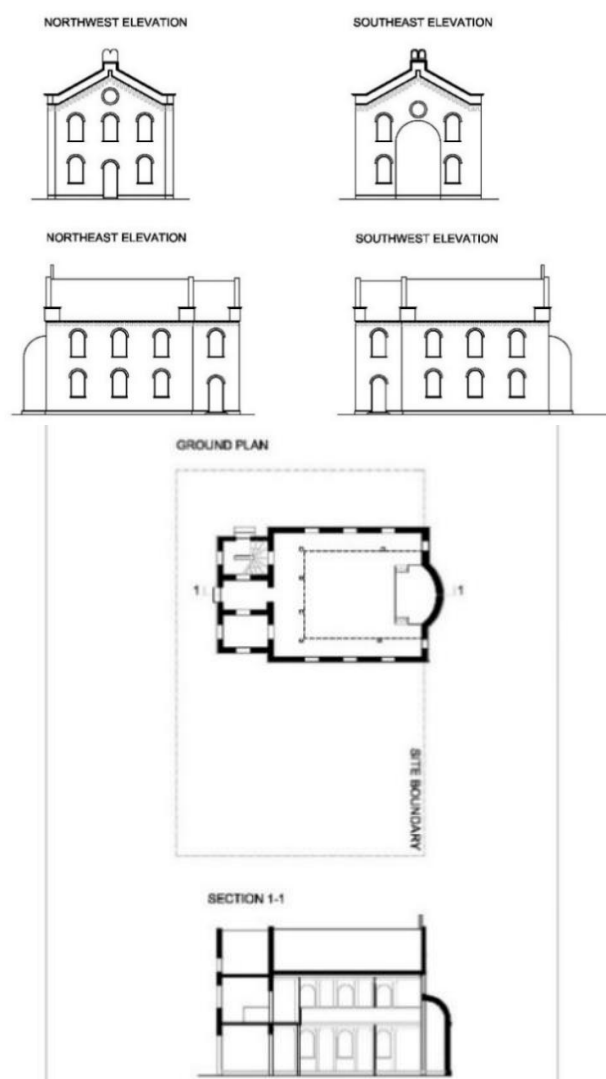 NORTHWEST ELEVATION
SOUTHEAST ELEVATION
NORTHEAST ELEVATION
SOUTHWEST ELEVATION
GROUND PLAN
1
1
SITE BOUNDARY
SECTION 1-1